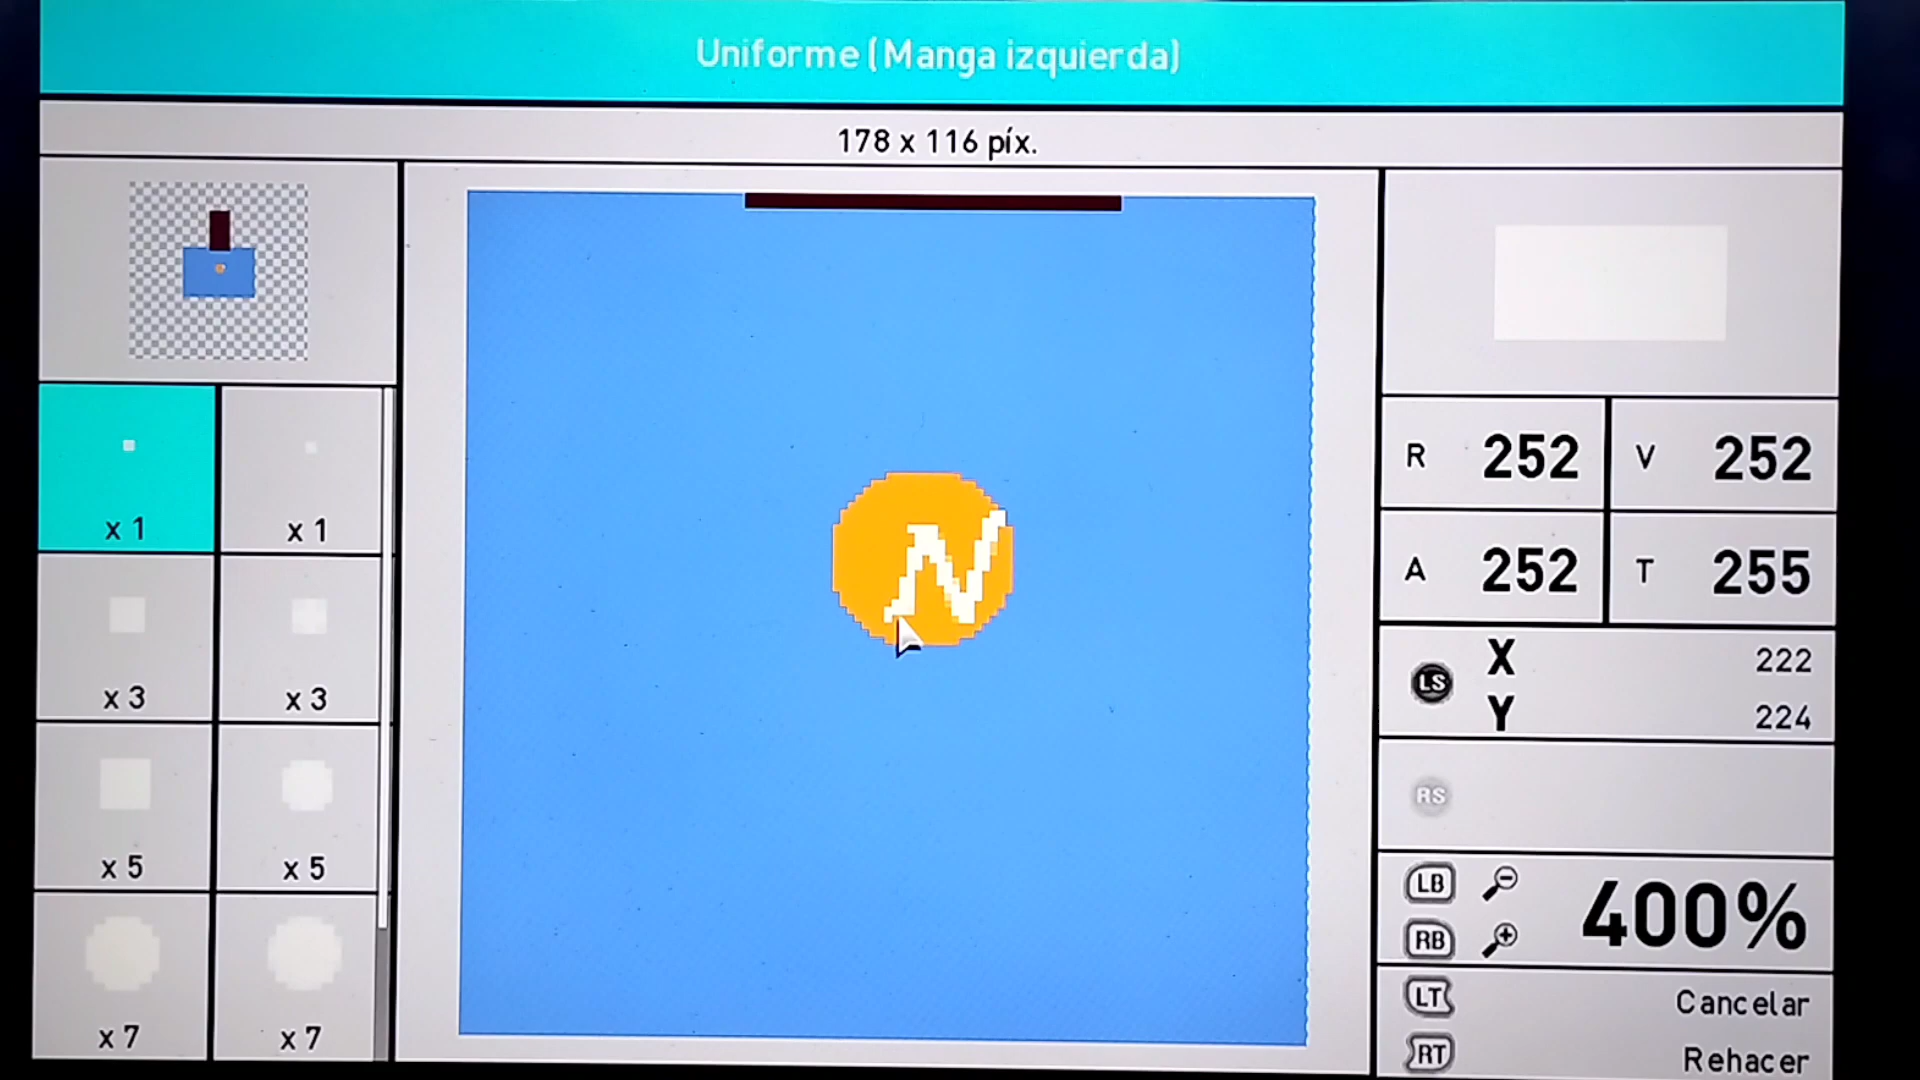 Uniforme (Manga izquierda)
178 x 116 píx.
x 1
x 1
x 3
x 3
x 5
x 5
x 7
x 7
N
R 252
V 252
A 252
T 255
LS X 222
Y 224
RS
LB
RB 400%
LT Cancelar
RT Rehacer